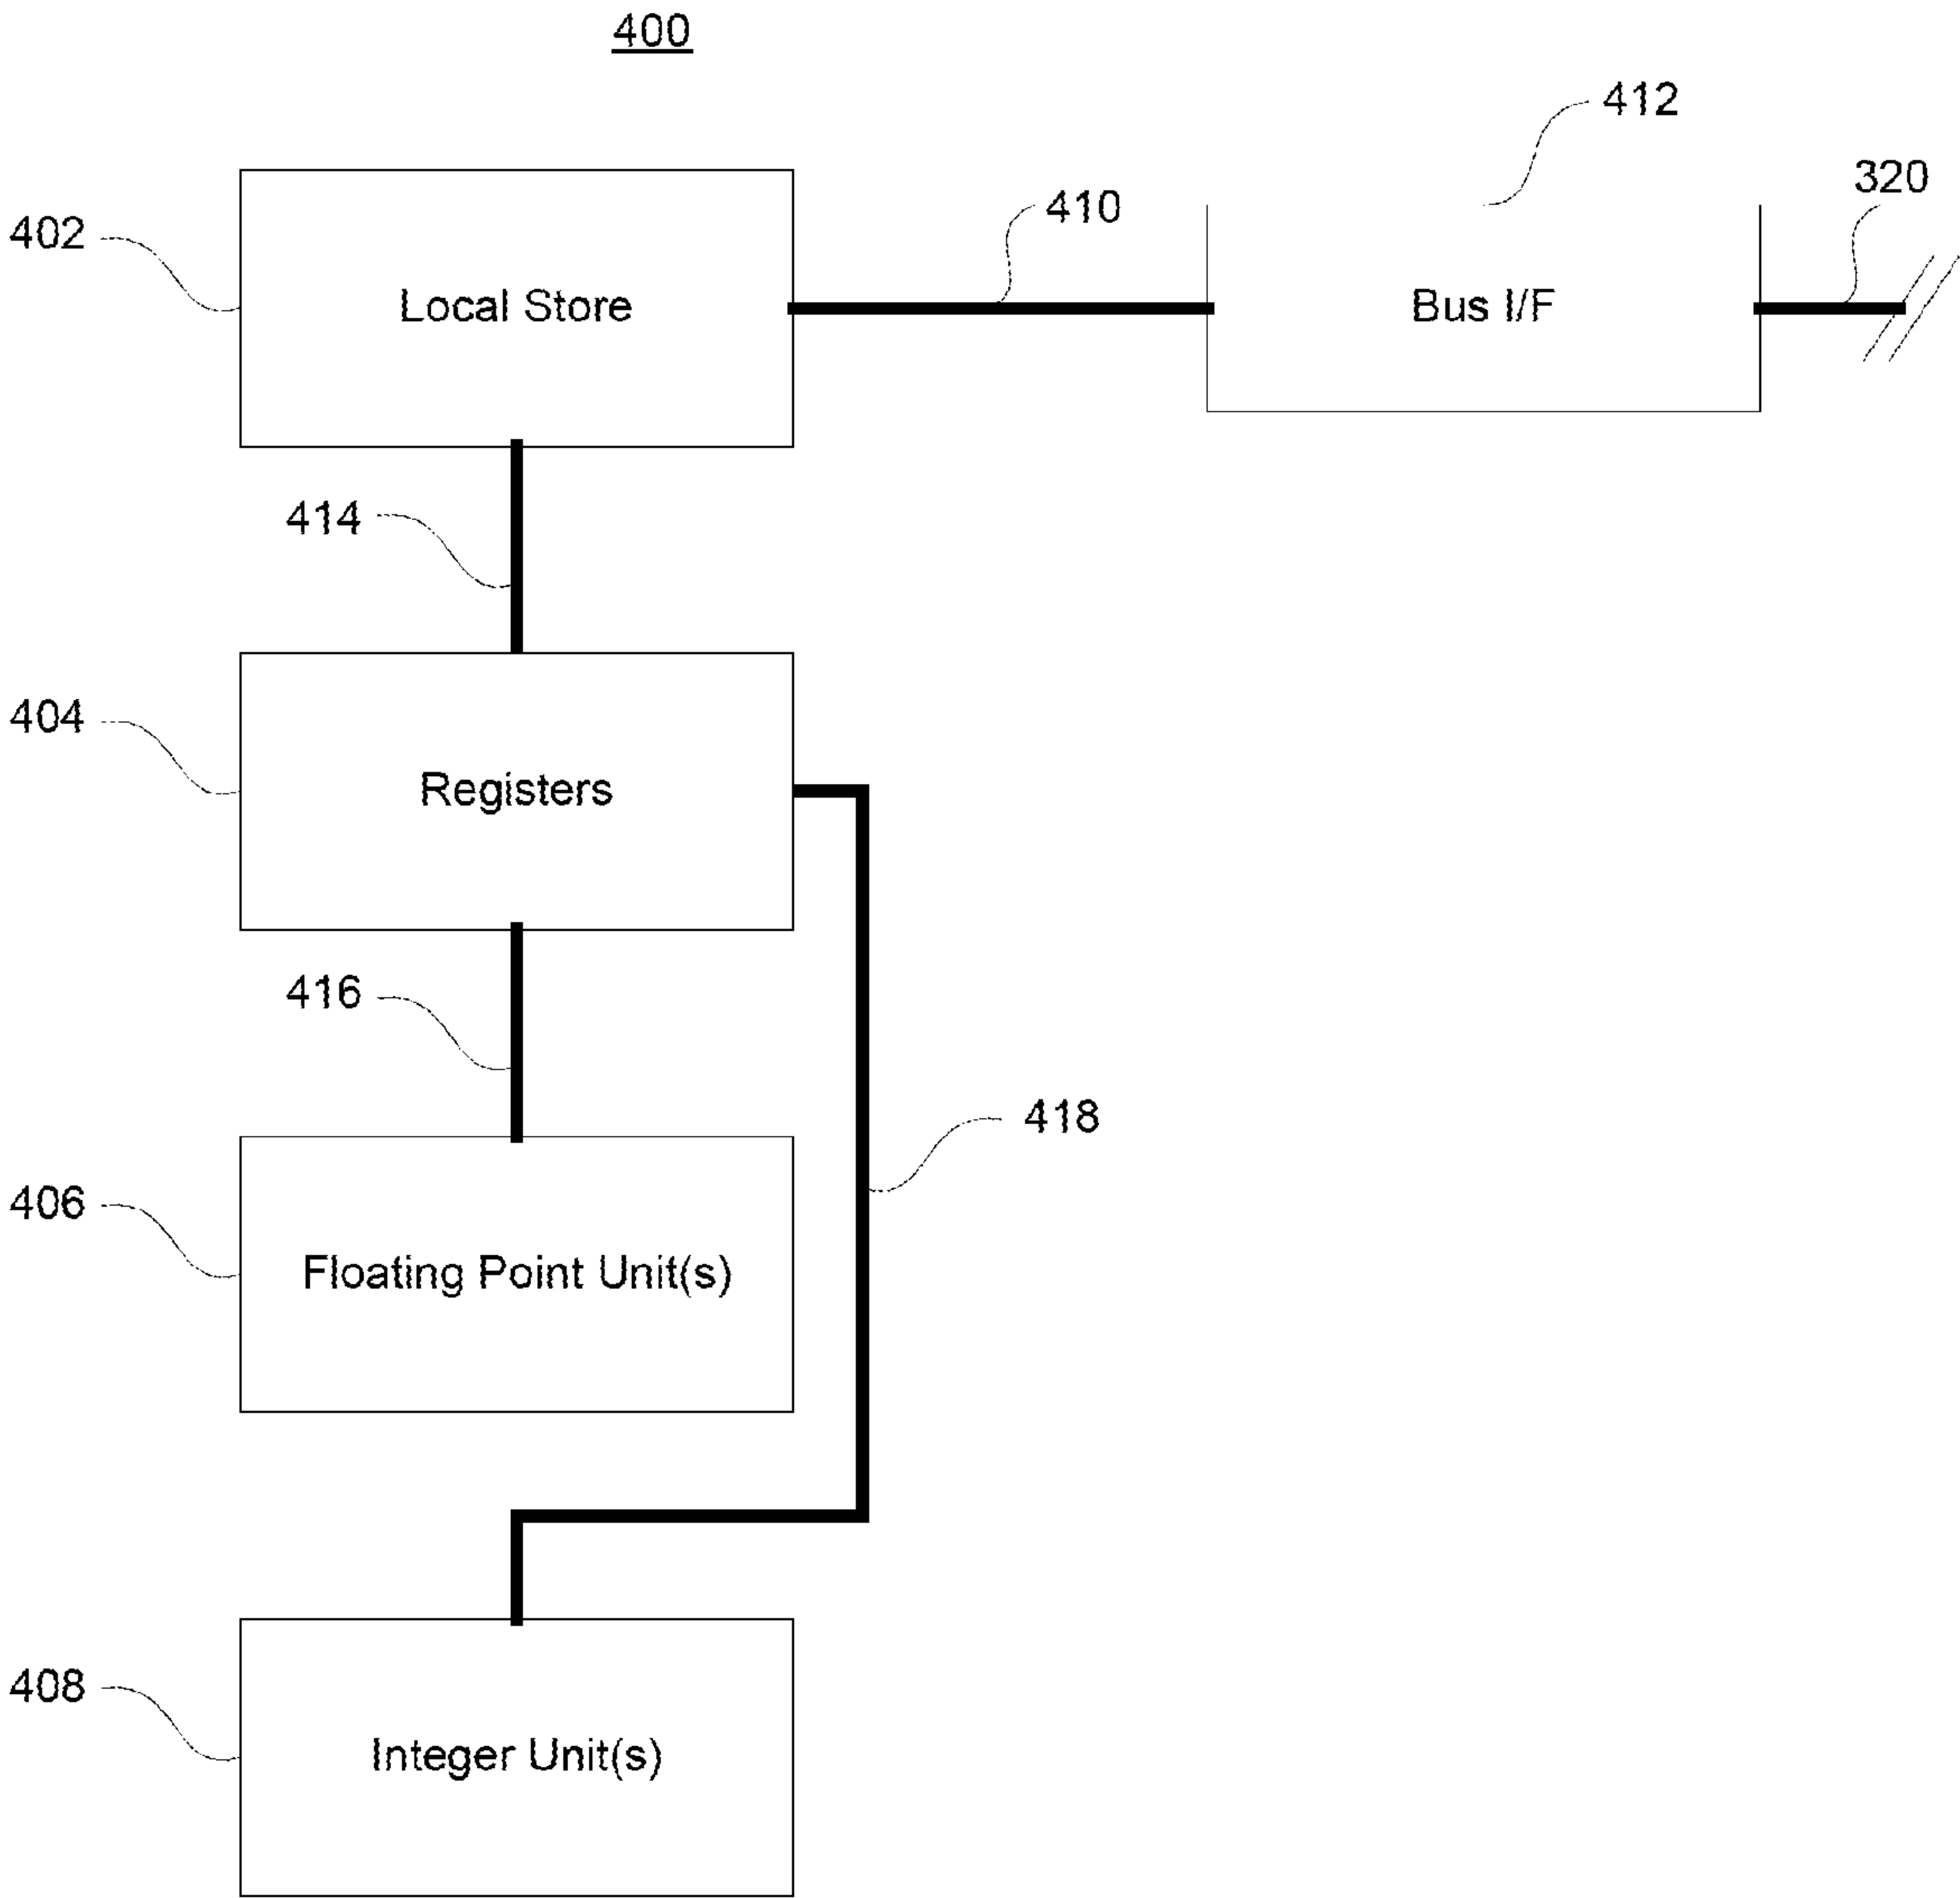 400
412
320
410
402
Local Store
Bus I/F
414
404
Registers
416
418
406
Floating Point Unit(s)
408
Integer Unit(s)